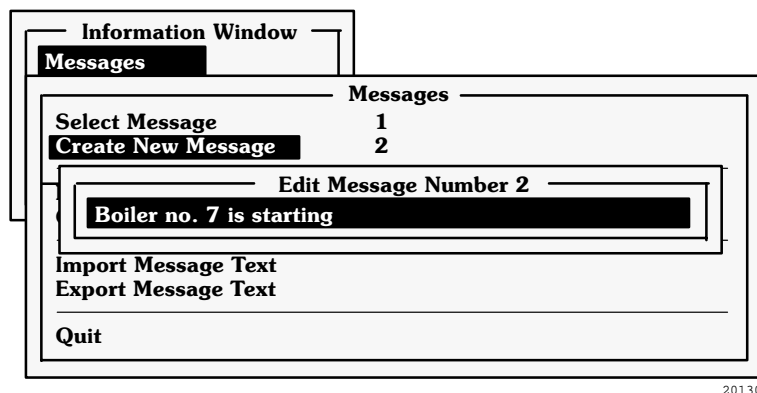 Information Window
Messages
Messages
Select Message 1
Create New Message 2
Edit Message Number 2
Boiler no. 7 is starting
Import Message Text
Export Message Text
Quit
20130